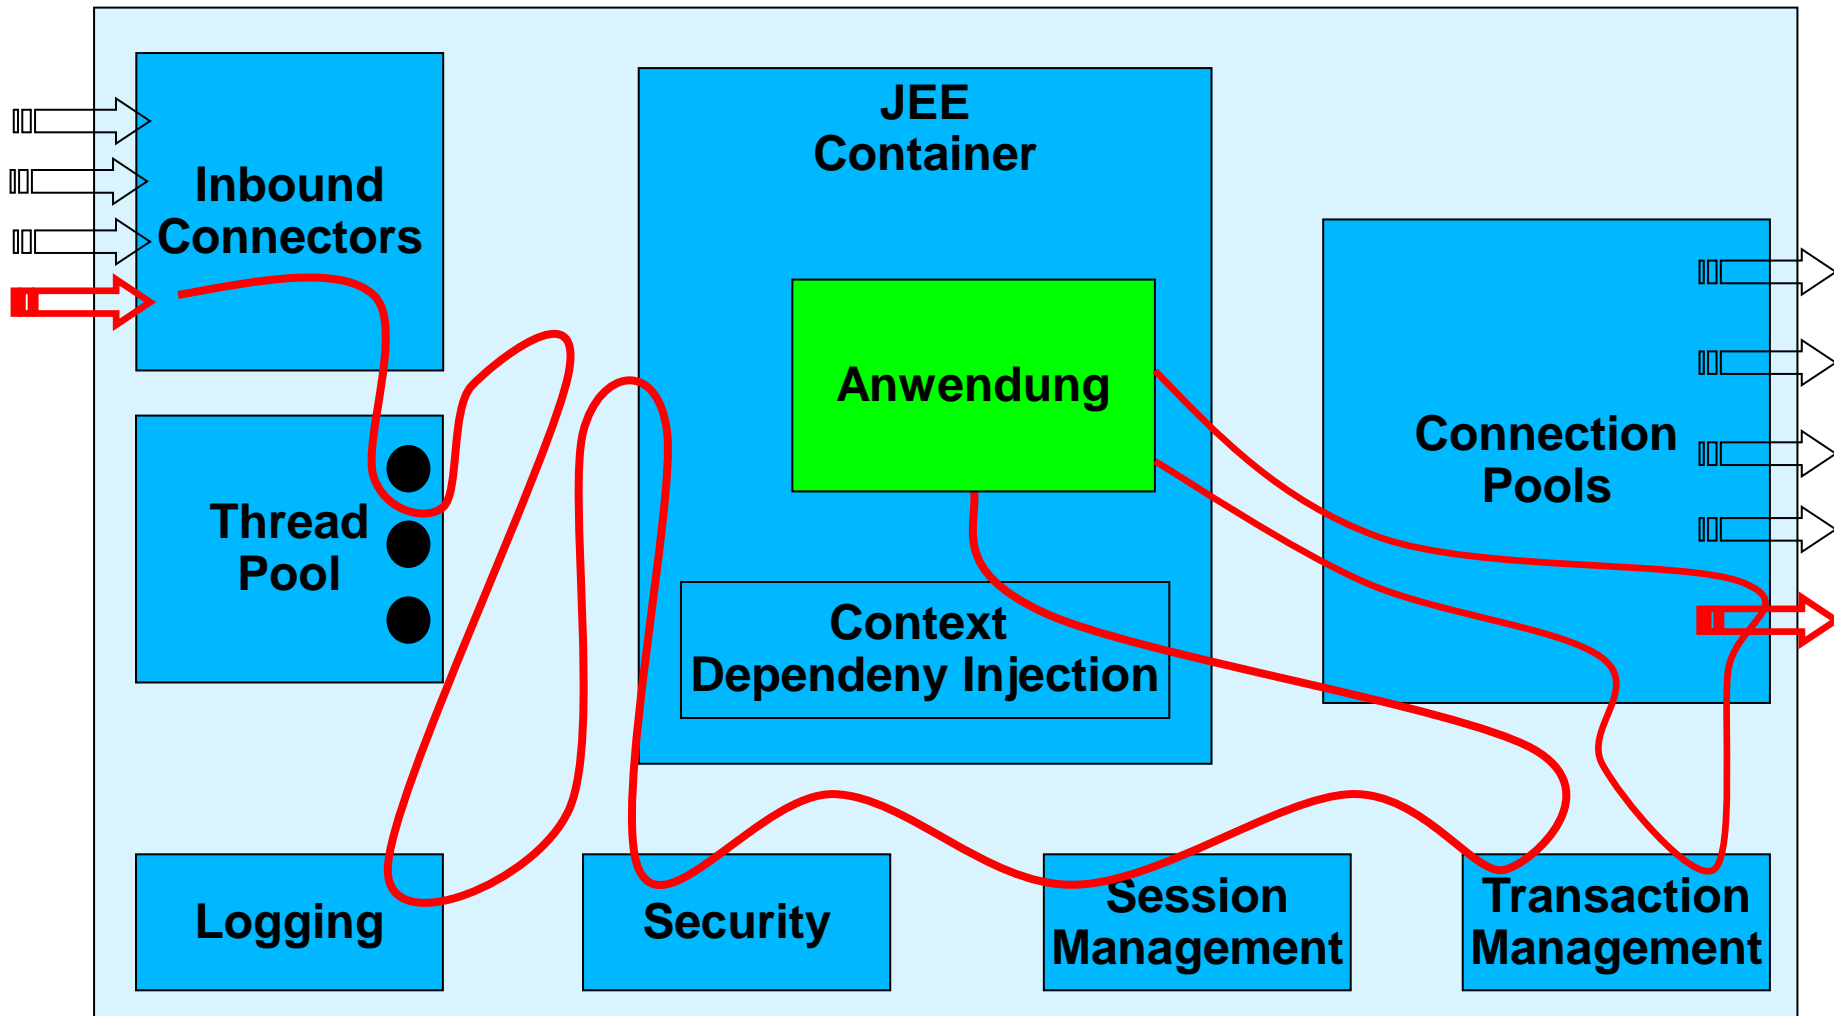 Inbound
Connectors
Thread
Pool
JEE
Container
Anwendung
Context
Dependeny Injection
Connection
Pools
Logging
Security
Session
Management
Transaction
Management